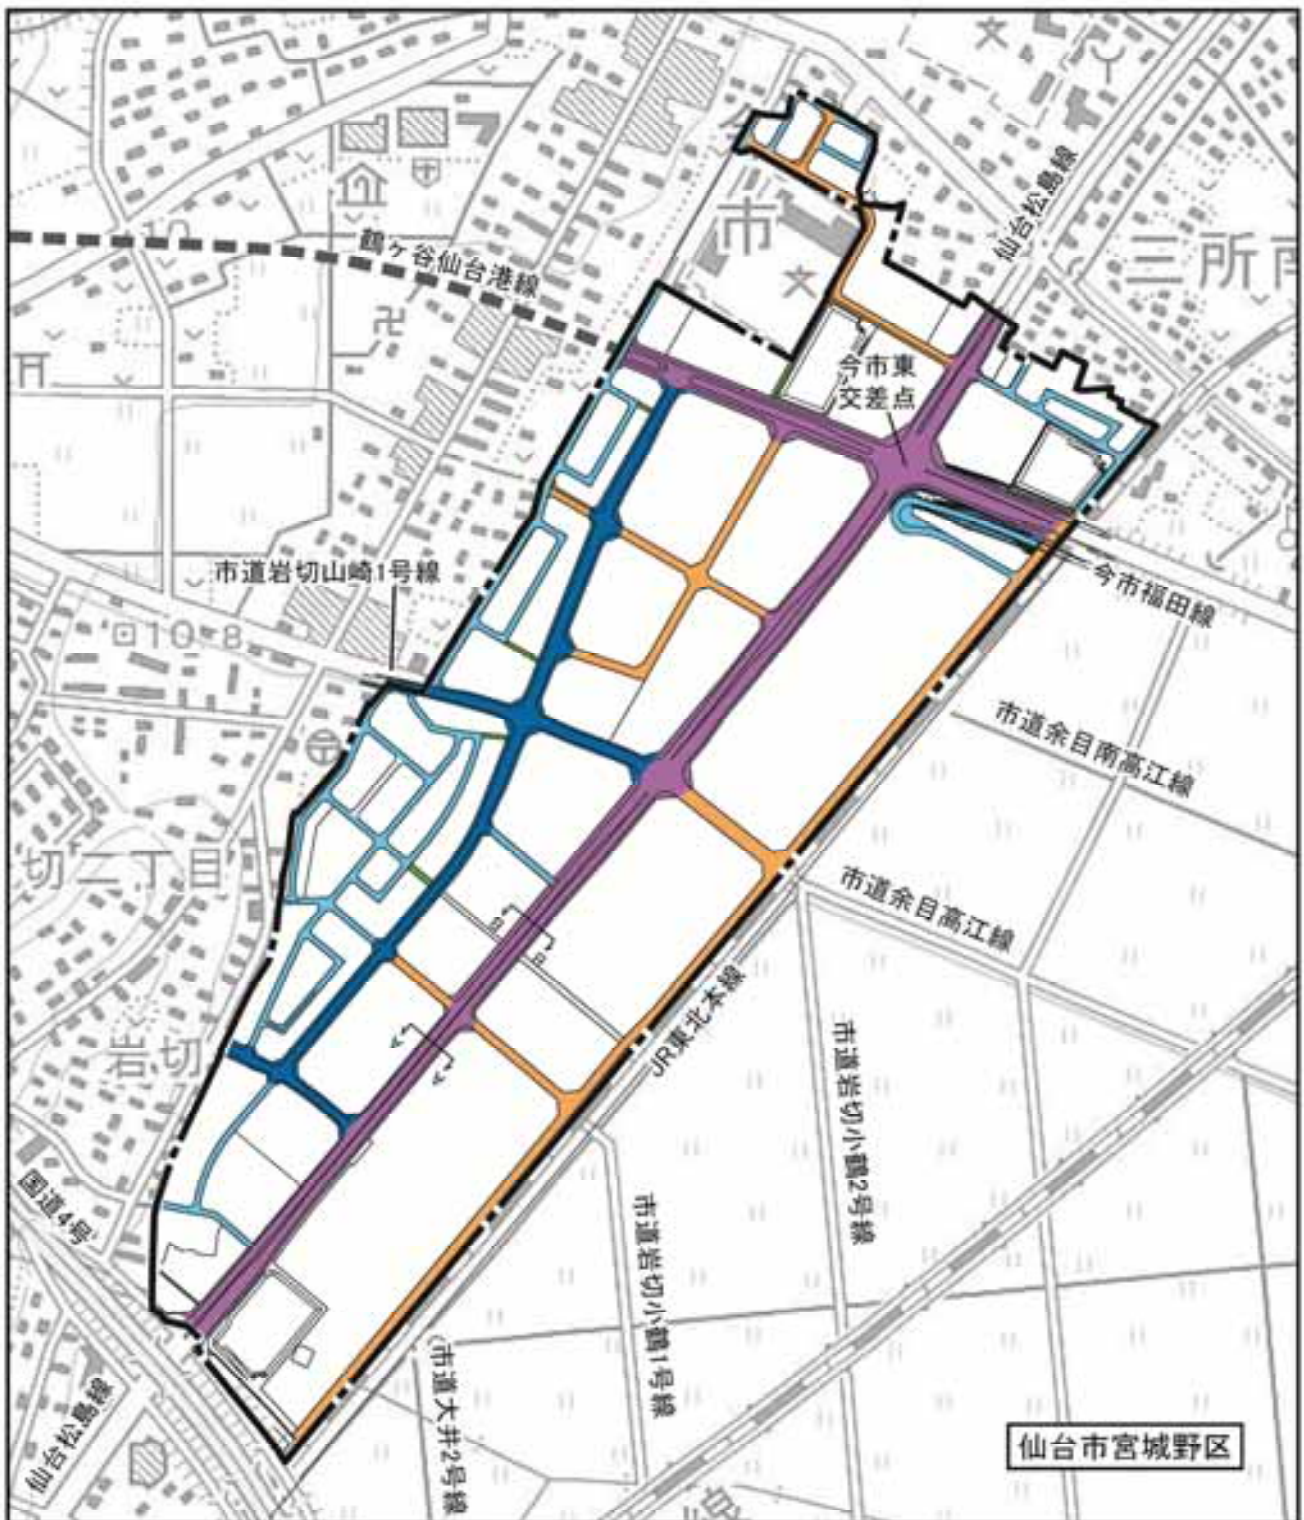 仙台松島線
三所南
市
鶴ヶ谷仙台港線
今市東
交差点
市道岩切山崎1号線
今市福田線
10-8
市道余目南高江線
切二丁目
市道余目高江線
JR東北本線
岩切
市道岩切小鶴2号線
国道4号
市道岩切小鶴1号線
市道大井2号線
仙台松島線
仙台市宮城野区